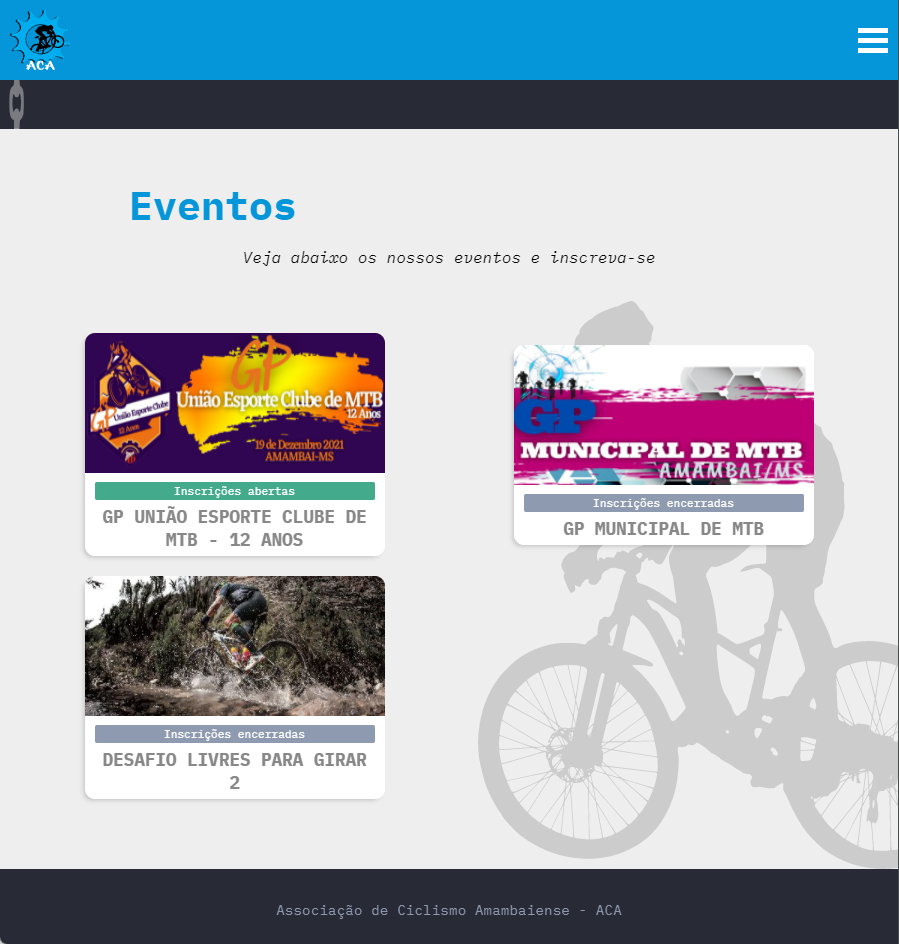 ACA
Eventos
Veja abaixo os nossos eventos e inscreva-se
GP
União Esporte Clube de MTB
12 Anos
GP União Esporte Clube
12 Anos
19 de Dezembro 2021
AMAMBAI-MS
Inscrições abertas
GP UNIÃO ESPORTE CLUBE DE
MTB - 12 ANOS
GP
MUNICIPAL DE MTB
AMAMBAI/MS
Inscrições encerradas
GP MUNICIPAL DE MTB
Inscrições encerradas
DESAFIO LIVRES PARA GIRAR
2
Associação de Ciclismo Amambaiense - ACA